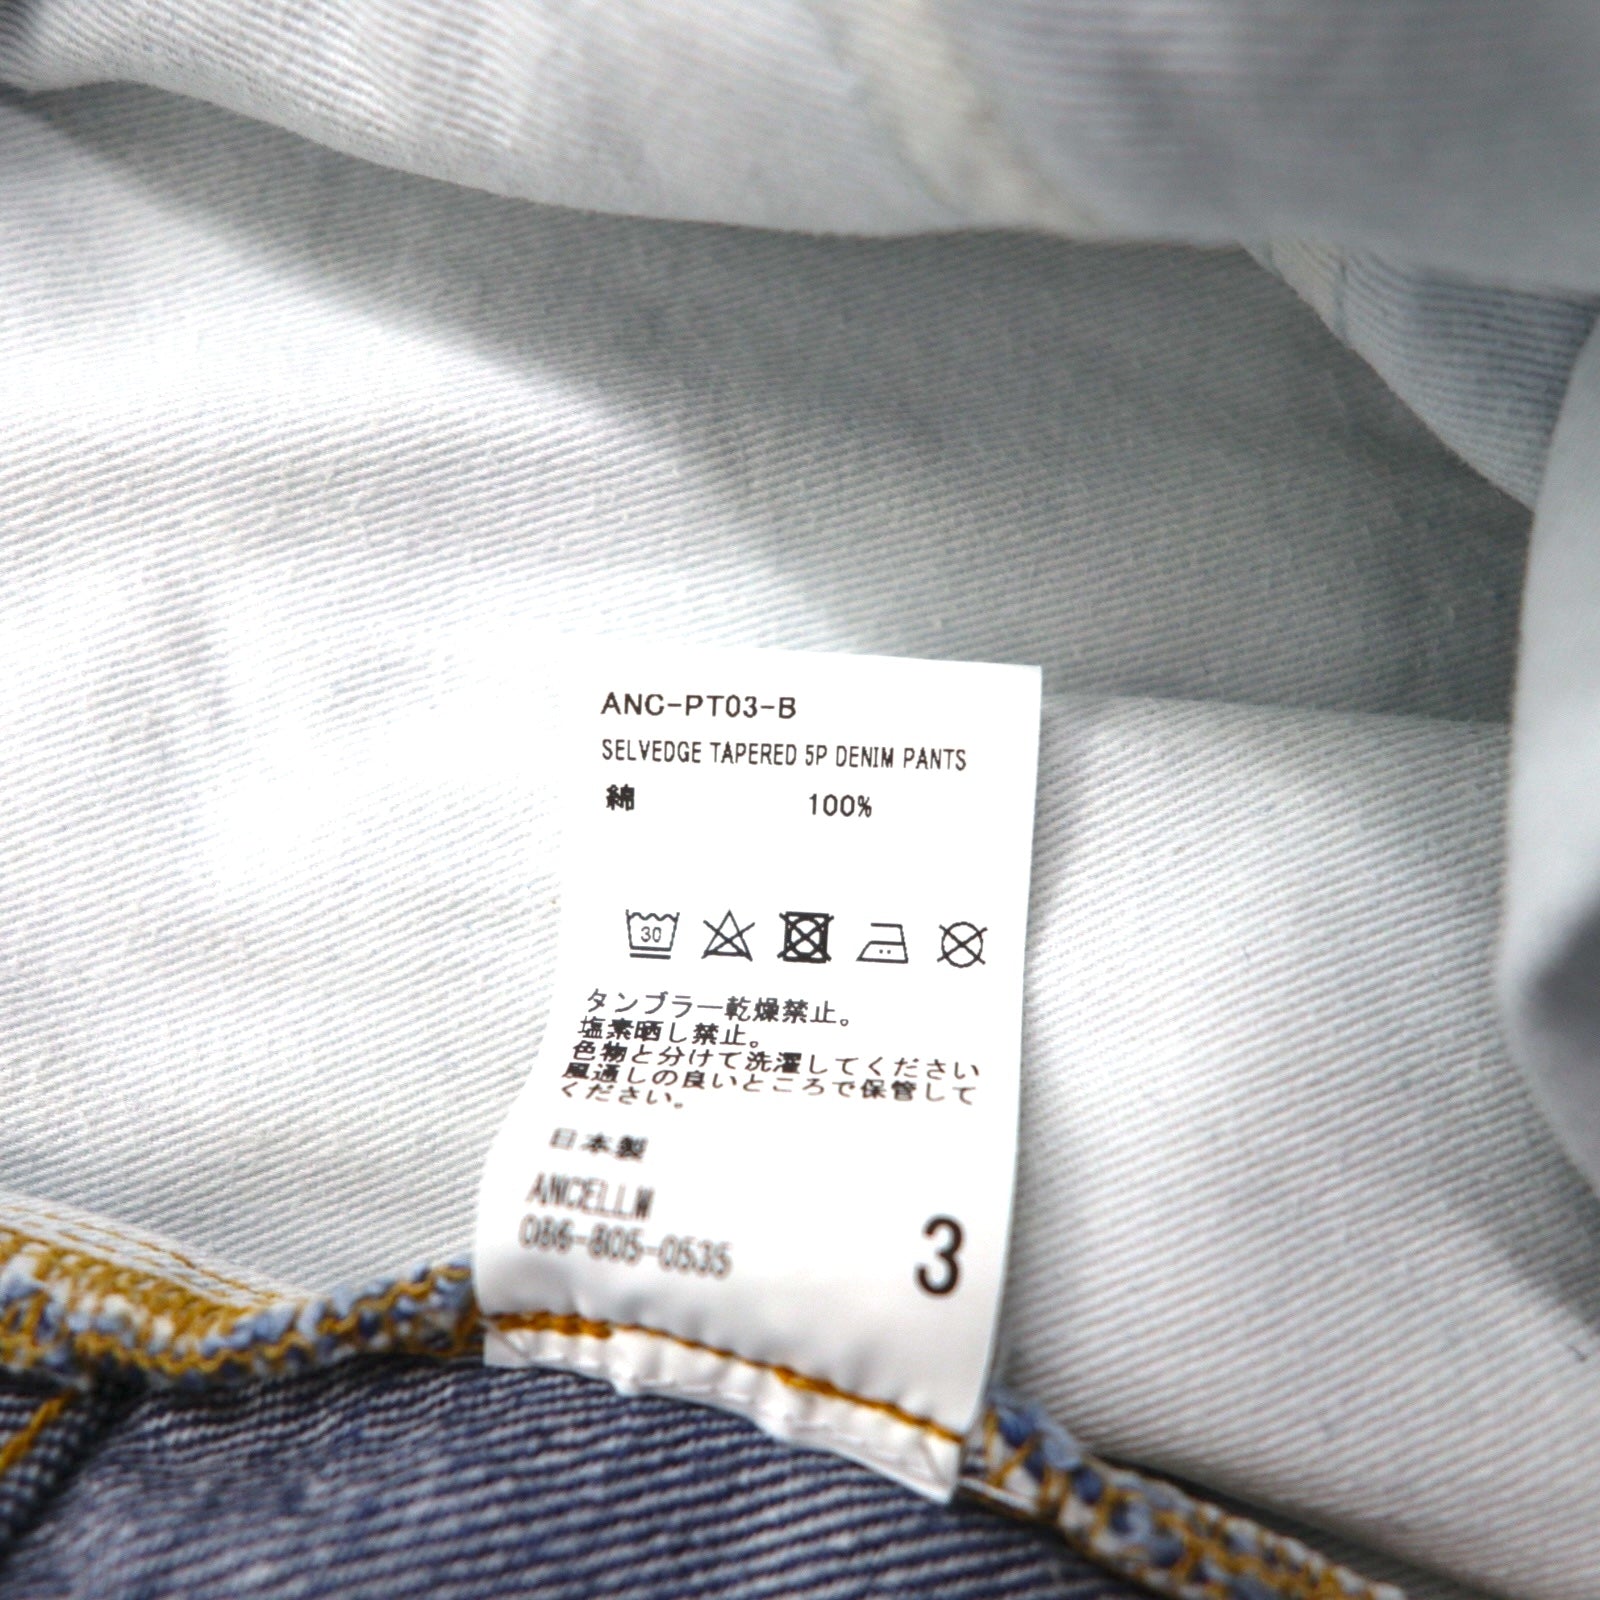 ANC-PT03-B
SELVEDGE TAPERED 5P DENIM PANTS
綿 100%
30
タンブラー乾燥禁止。
塩素晒し禁止。
色物と分けて洗濯してください
風通しの良いところで保管して
ください。
日本製
ANCELLM
086-805-0535
3